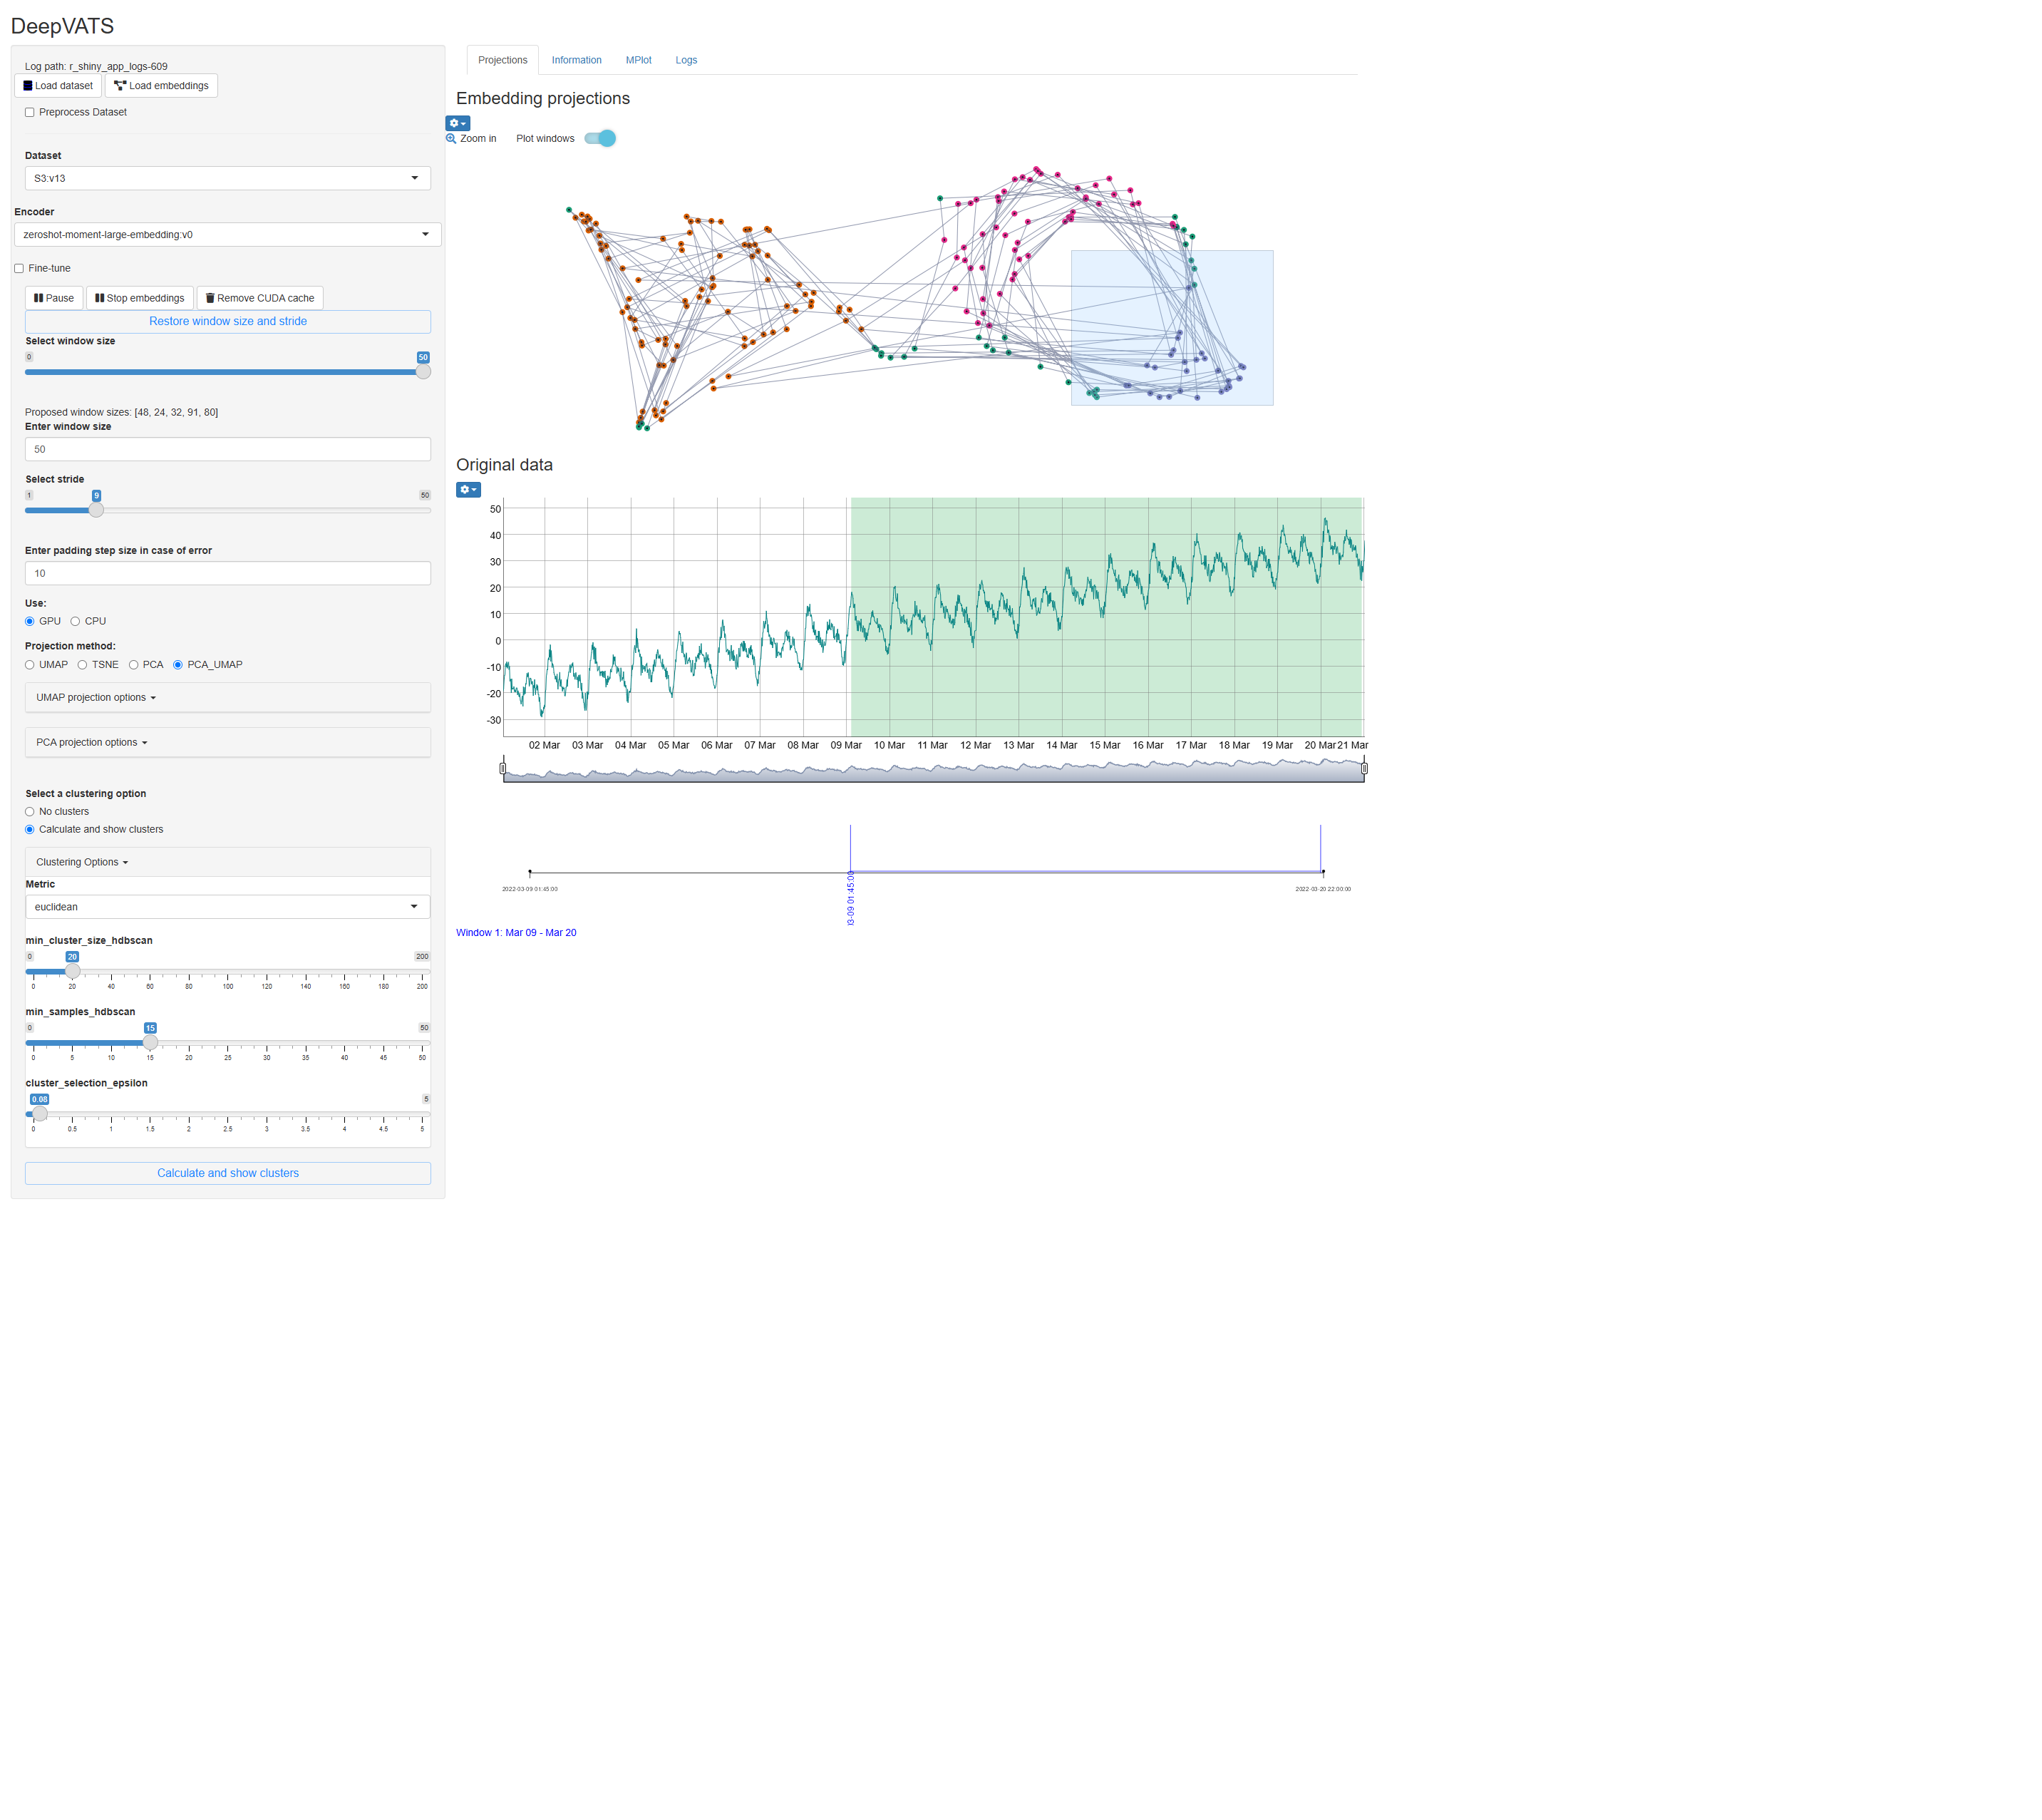 DeepVATS
Log path: r_shiny_app_logs-609
Load dataset Load embeddings
Preprocess Dataset
Dataset
S3:v13
Encoder
zeroshot-moment-large-embedding:v0
Fine-tune
Pause Stop embeddings Remove CUDA cache
Restore window size and stride
Select window size
0 50
Proposed window sizes: [48, 24, 32, 91, 80]
Enter window size
50
Select stride
1 9 50
Enter padding step size in case of error
10
Use:
GPU CPU
Projection method:
UMAP TSNE PCA PCA_UMAP
UMAP projection options
PCA projection options
Select a clustering option
No clusters
Calculate and show clusters
Clustering Options
Metric
euclidean
min_cluster_size_hdbscan
0 20 200
0 20 40 60 80 100 120 140 160 180 200
min_samples_hdbscan
0 15 50
0 5 10 15 20 25 30 35 40 45 50
cluster_selection_epsilon
0.08 5
0 0.5 1 1.5 2 2.5 3 3.5 4 4.5 5
Calculate and show clusters
Projections Information MPlot Logs
Embedding projections
Zoom in Plot windows
Original data
50
40
30
20
10
0
-10
-20
-30
02 Mar 03 Mar 04 Mar 05 Mar 06 Mar 07 Mar 08 Mar 09 Mar 10 Mar 11 Mar 12 Mar 13 Mar 14 Mar 15 Mar 16 Mar 17 Mar 18 Mar 19 Mar 20 Mar 21 Mar
2022-03-09 01:45:00 2022-03-20 22:00:00
3-09 01:45:00
Window 1: Mar 09 - Mar 20